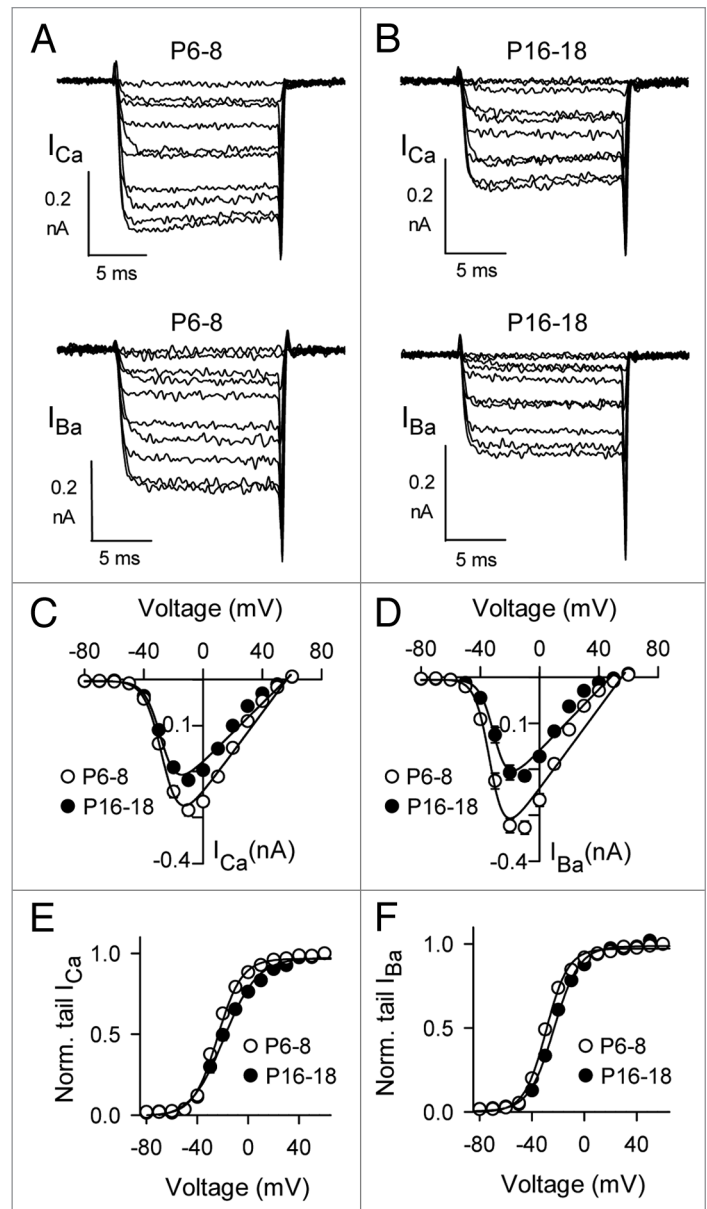 A
P6-8
I Ca
0.2
nA
5 ms
B
P16-18
I Ca
0.2
nA
5 ms
P6-8
I Ba
0.2
nA
5 ms
P16-18
I Ba
0.2
nA
5 ms
C
Voltage (mV)
-80 -40 0 40 80
0.1
P6-8
P16-18
-0.4
I Ca(nA)
D
Voltage (mV)
-80 -40 0 40 80
0.1
P6-8
P16-18
-0.4
I Ba(nA)
E
Norm. tail I Ca
1.0
0.5
0.0
P6-8
P16-18
-80 -40 0 40
Voltage (mV)
F
Norm. tail I Ba
1.0
0.5
0.0
P6-8
P16-18
-80 -40 0 40
Voltage (mV)